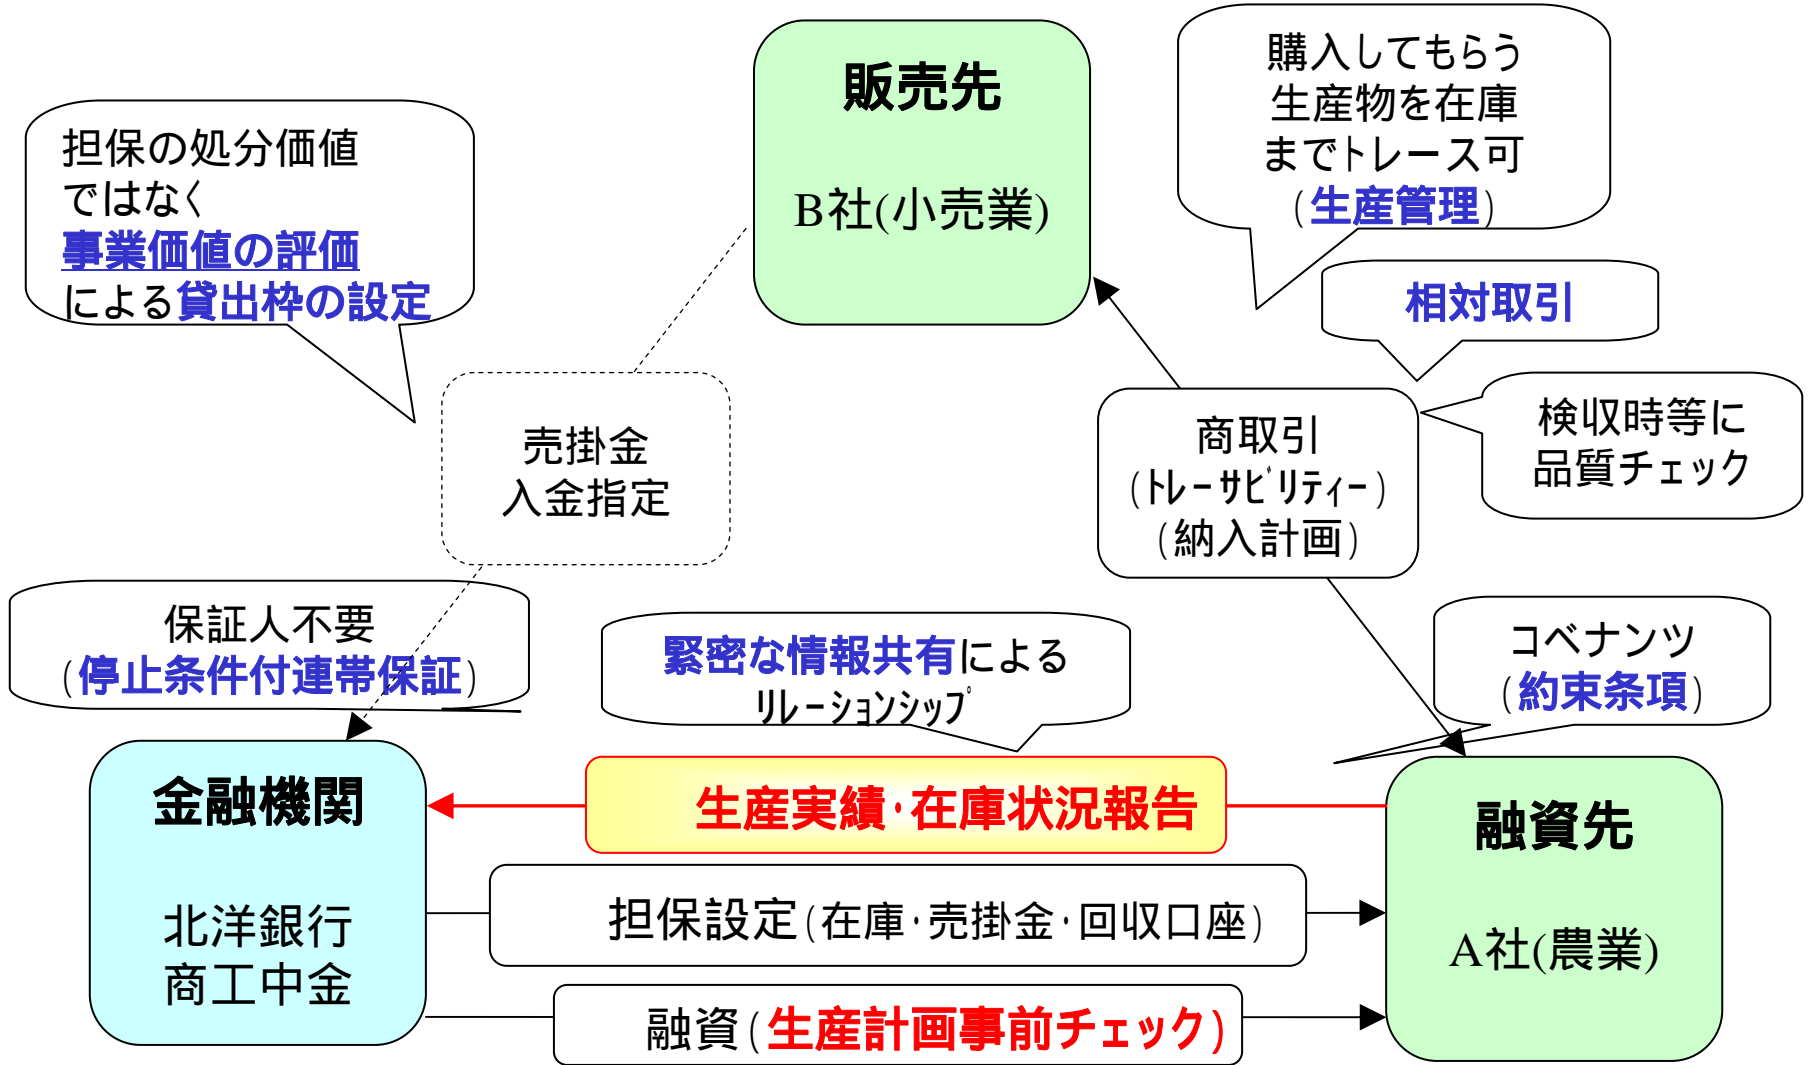 販売先
B社(小売業)
購入してもらう
生産物を在庫
までトレース可
(生産管理)
担保の処分価値
ではなく
事業価値の評価
による貸出枠の設定
相対取引
検収時等に
品質チェック
商取引
(ﾄﾚｰｻﾋﾞﾘﾃｨｰ)
(納入計画)
売掛金
入金指定
保証人不要
(停止条件付連帯保証)
緊密な情報共有による
ﾘﾚｰｼｮﾝｼｯﾌﾟ
コベナンツ
(約束条項)
金融機関
北洋銀行
商工中金
生産実績・在庫状況報告
担保設定(在庫・売掛金・回収口座)
融資(生産計画事前チェック)
融資先
A社(農業)